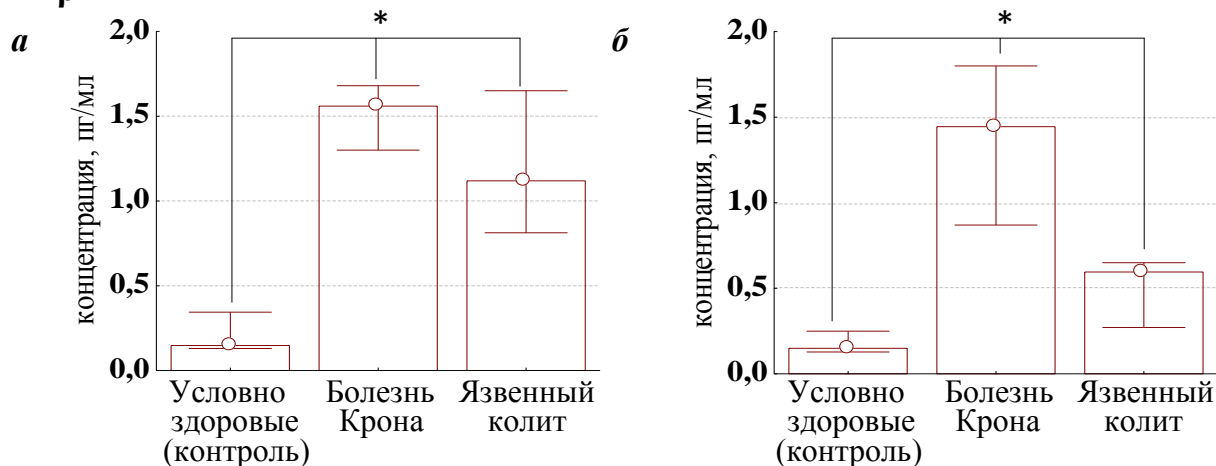 а
*
2,0
1,5
1,0
0,5
0,0
концентрация, пг/мл
Условно
здоровые
(контроль)
Болезнь
Крона
Язвенный
колит
б
*
2,0
1,5
1,0
0,5
0,0
концентрация, пг/мл
Условно
здоровые
(контроль)
Болезнь
Крона
Язвенный
колит